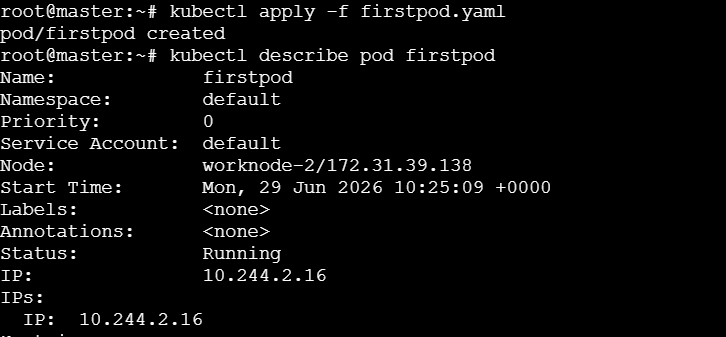 root@master:~# kubectl apply -f firstpod.yaml
pod/firstpod created
root@master:~# kubectl describe pod firstpod
Name:             firstpod
Namespace:        default
Priority:         0
Service Account:  default
Node:             worknode-2/172.31.39.138
Start Time:       Mon, 29 Jun 2026 10:25:09 +0000
Labels:           <none>
Annotations:      <none>
Status:           Running
IP:               10.244.2.16
IPs:
  IP:  10.244.2.16